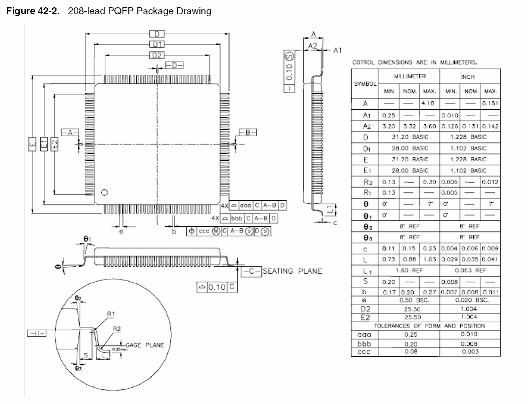 Figure 42-2. 208-lead PQFP Package Drawing
D
D1
D2
-D-
A
A2
A1
0.10 S
E
E1
E2
-A-
-B-
4X aaa C A-B D
4X bbb C A-B D
ccc M C A-B S D S
e
b
L1
c
θ1
θ
-C- SEATING PLANE
0.10 C
θ2
R1
R2
-H-
GAGE PLANE
0.25mm
S
L
θ3
COTROL DIMENSIONS ARE IN MILLIMETERS.
SYMBOL MILLIMETER INCH
MIN. NOM. MAX. MIN. NOM. MAX.
A — — 4.10 — — 0.161
A1 0.25 — — 0.010 — —
A2 3.20 3.32 3.60 0.126 0.131 0.142
D 31.20 BASIC 1.228 BASIC
D1 28.00 BASIC 1.102 BASIC
E 31.20 BASIC 1.228 BASIC
E1 28.00 BASIC 1.102 BASIC
R2 0.13 — 0.30 0.005 — 0.012
R1 0.13 — — 0.005 — —
θ 0° — 7° 0° — 7°
θ1 0° — — 0° — —
θ2 8° REF 8° REF
θ3 8° REF 8° REF
c 0.11 0.15 0.23 0.004 0.006 0.009
L 0.73 0.88 1.03 0.029 0.035 0.041
L1 1.60 REF 0.063 REF
S 0.20 — — 0.008 — —
b 0.17 0.20 0.27 0.007 0.008 0.011
e 0.50 BSC. 0.020 BSC.
D2 25.50 1.004
E2 25.50 1.004
TOLERANCES OF FORM AND POSITION
aaa 0.25 0.010
bbb 0.20 0.008
ccc 0.08 0.003